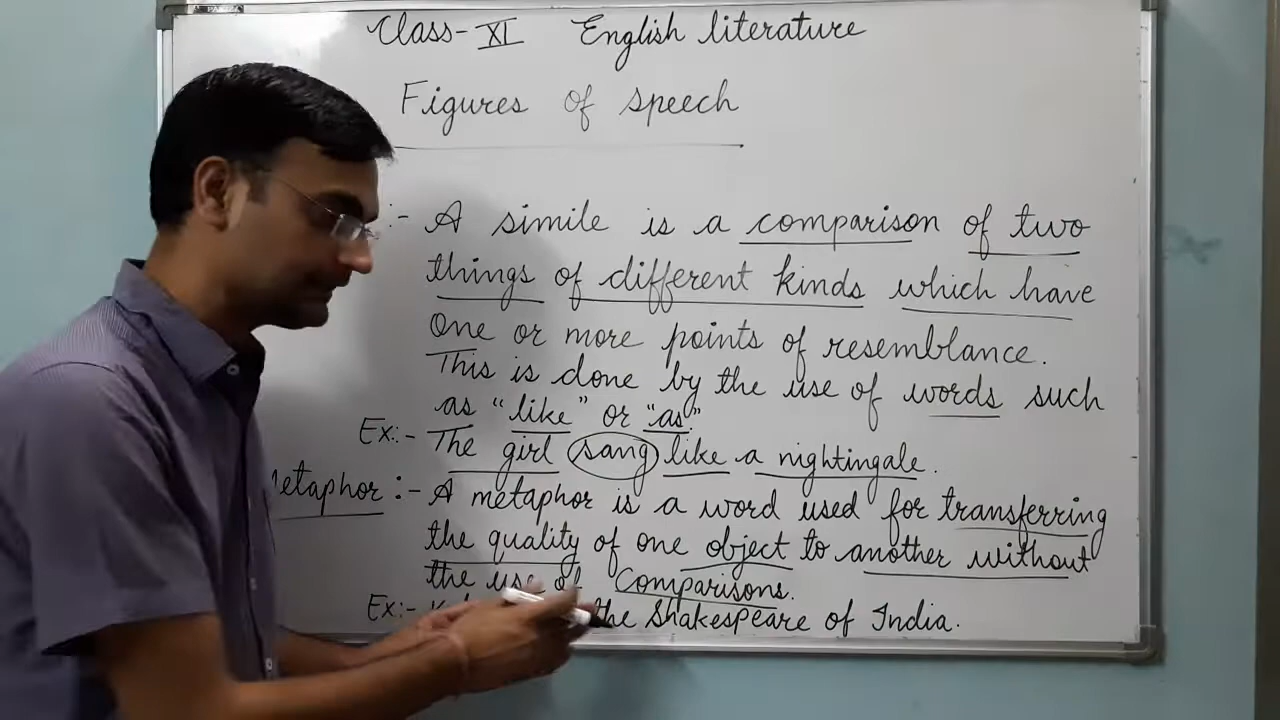 Class-XI English literature
Figures of speech
:- A simile is a comparison of two
things of different kinds which have
one or more points of resemblance.
This is done by the use of words such
as "like" or "as."
Ex:- The girl sang like a nightingale.
etaphor :- A metaphor is a word used for transferring
the quality of one object to another without
the use of Comparisons.
Ex:- the Shakespeare of India.